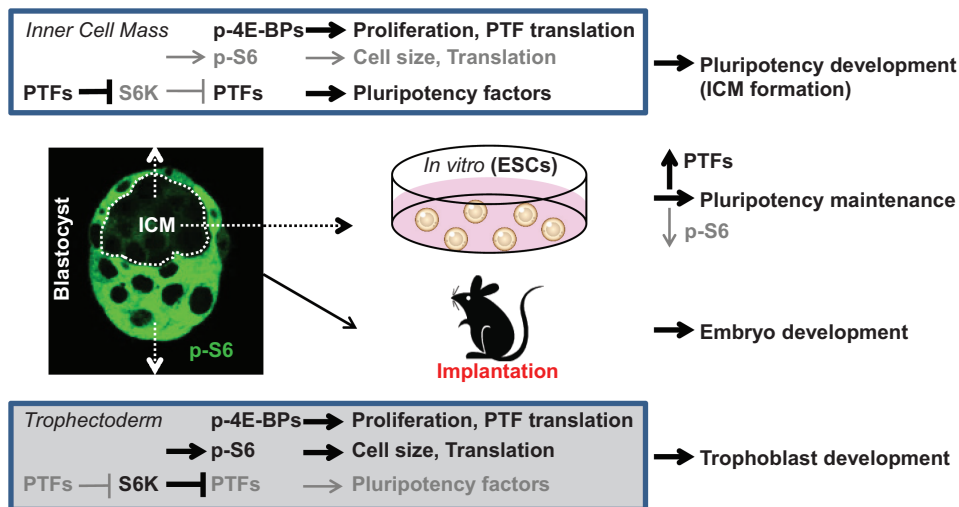 Inner Cell Mass p-4E-BPs Proliferation, PTF translation
p-S6 Cell size, Translation
PTFs S6K PTFs Pluripotency factors
Pluripotency development
(ICM formation)
Blastocyst
ICM
p-S6
In vitro (ESCs)
PTFs
Pluripotency maintenance
p-S6
Implantation
Embryo development
Trophectoderm p-4E-BPs Proliferation, PTF translation
p-S6 Cell size, Translation
PTFs S6K PTFs Pluripotency factors
Trophoblast development